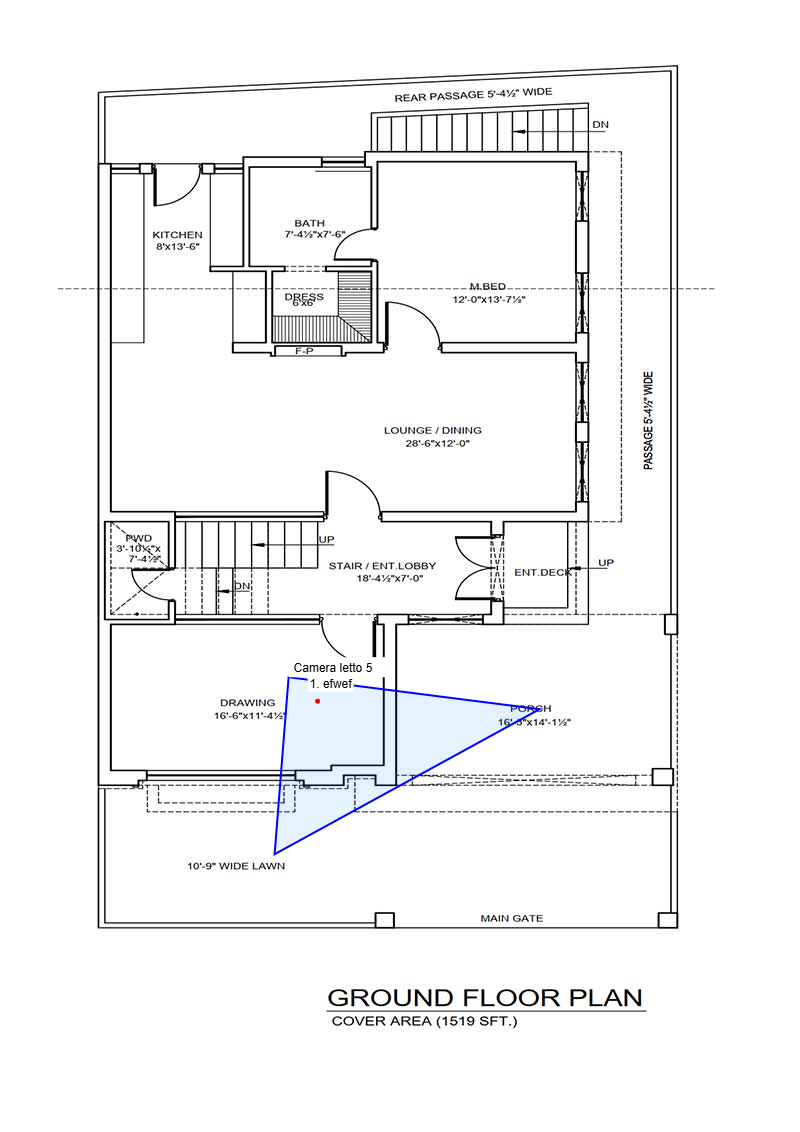 REAR PASSAGE 5'-4½" WIDE
DN
BATH
7'-4½"x7'-6"
KITCHEN
8'x13'-6"
M.BED
12'-0"x13'-7½"
DRESS
6'x6'
F-P
PASSAGE 5'-4½" WIDE
LOUNGE / DINING
28'-6"x12'-0"
PWD
3'-10½"x
7'-4½"
UP
STAIR / ENT.LOBBY
18'-4½"x7'-0"
DN
ENT.DECK
UP
Camera letto 5
1. efwef
DRAWING
16'-6"x11'-4½"
PORCH
16'-3"x14'-1½"
10'-9" WIDE LAWN
MAIN GATE
GROUND FLOOR PLAN
COVER AREA (1519 SFT.)